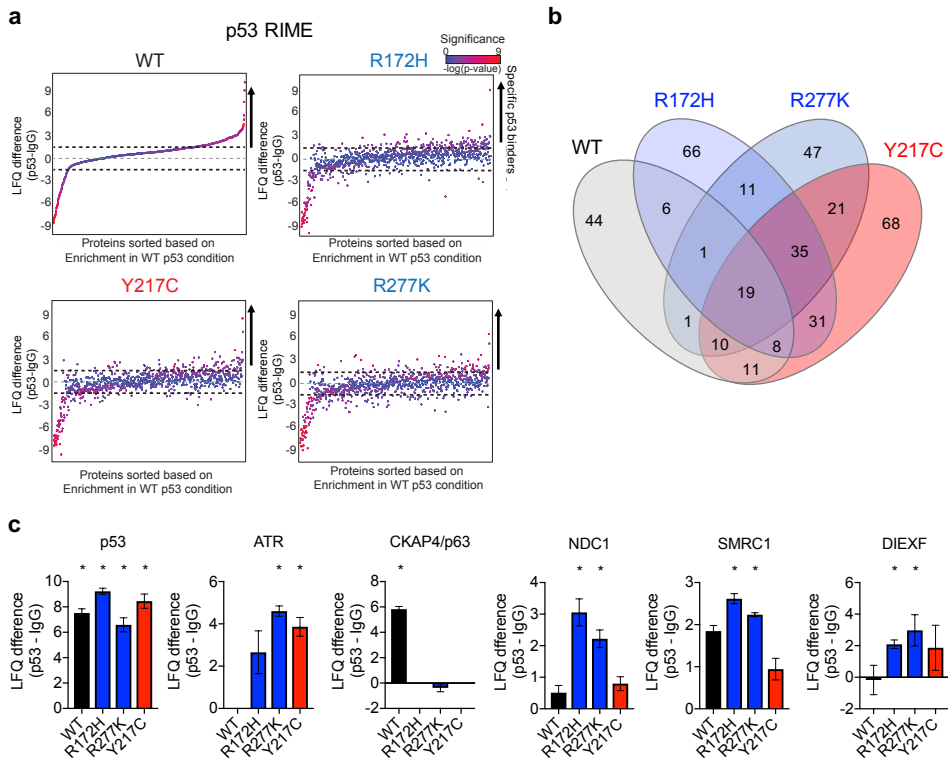 a
p53 RIME
WT
R172H
Significance
0 9
-log(p-value)
LFQ difference
(p53-IgG)
9
6
3
0
-3
-6
-9
Proteins sorted based on
Enrichment in WT p53 condition
LFQ difference
(p53-IgG)
9
6
3
0
-3
-6
-9
Proteins sorted based on
Enrichment in WT p53 condition
Specific p53 binders -
Y217C
R277K
LFQ difference
(p53-IgG)
9
6
3
0
-3
-6
-9
Proteins sorted based on
Enrichment in WT p53 condition
LFQ difference
(p53-IgG)
9
6
3
0
-3
-6
-9
Proteins sorted based on
Enrichment in WT p53 condition
b
R172H
R277K
WT
Y217C
66
47
44
6
11
21
68
1
35
19
1
10
8
31
11
c
p53
* * * *
LFQ dfference
(p53 - IgG)
10
8
6
4
2
0
WT
R172H
R277K
Y217C
ATR
* *
LFQ dfference
(p53 - IgG)
6
4
2
0
WT
R172H
R277K
Y217C
CKAP4/p63
*
LFQ dfference
(p53 - IgG)
8
6
4
2
0
-2
WT
R172H
R277K
Y217C
NDC1
* *
LFQ dfference
(p53 - IgG)
4
3
2
1
0
WT
R172H
R277K
Y217C
SMRC1
* *
LFQ dfference
(p53 - IgG)
3
2
1
0
WT
R172H
R277K
Y217C
DIEXF
* *
LFQ dfference
(p53 - IgG)
6
4
2
0
-2
WT
R172H
R277K
Y217C